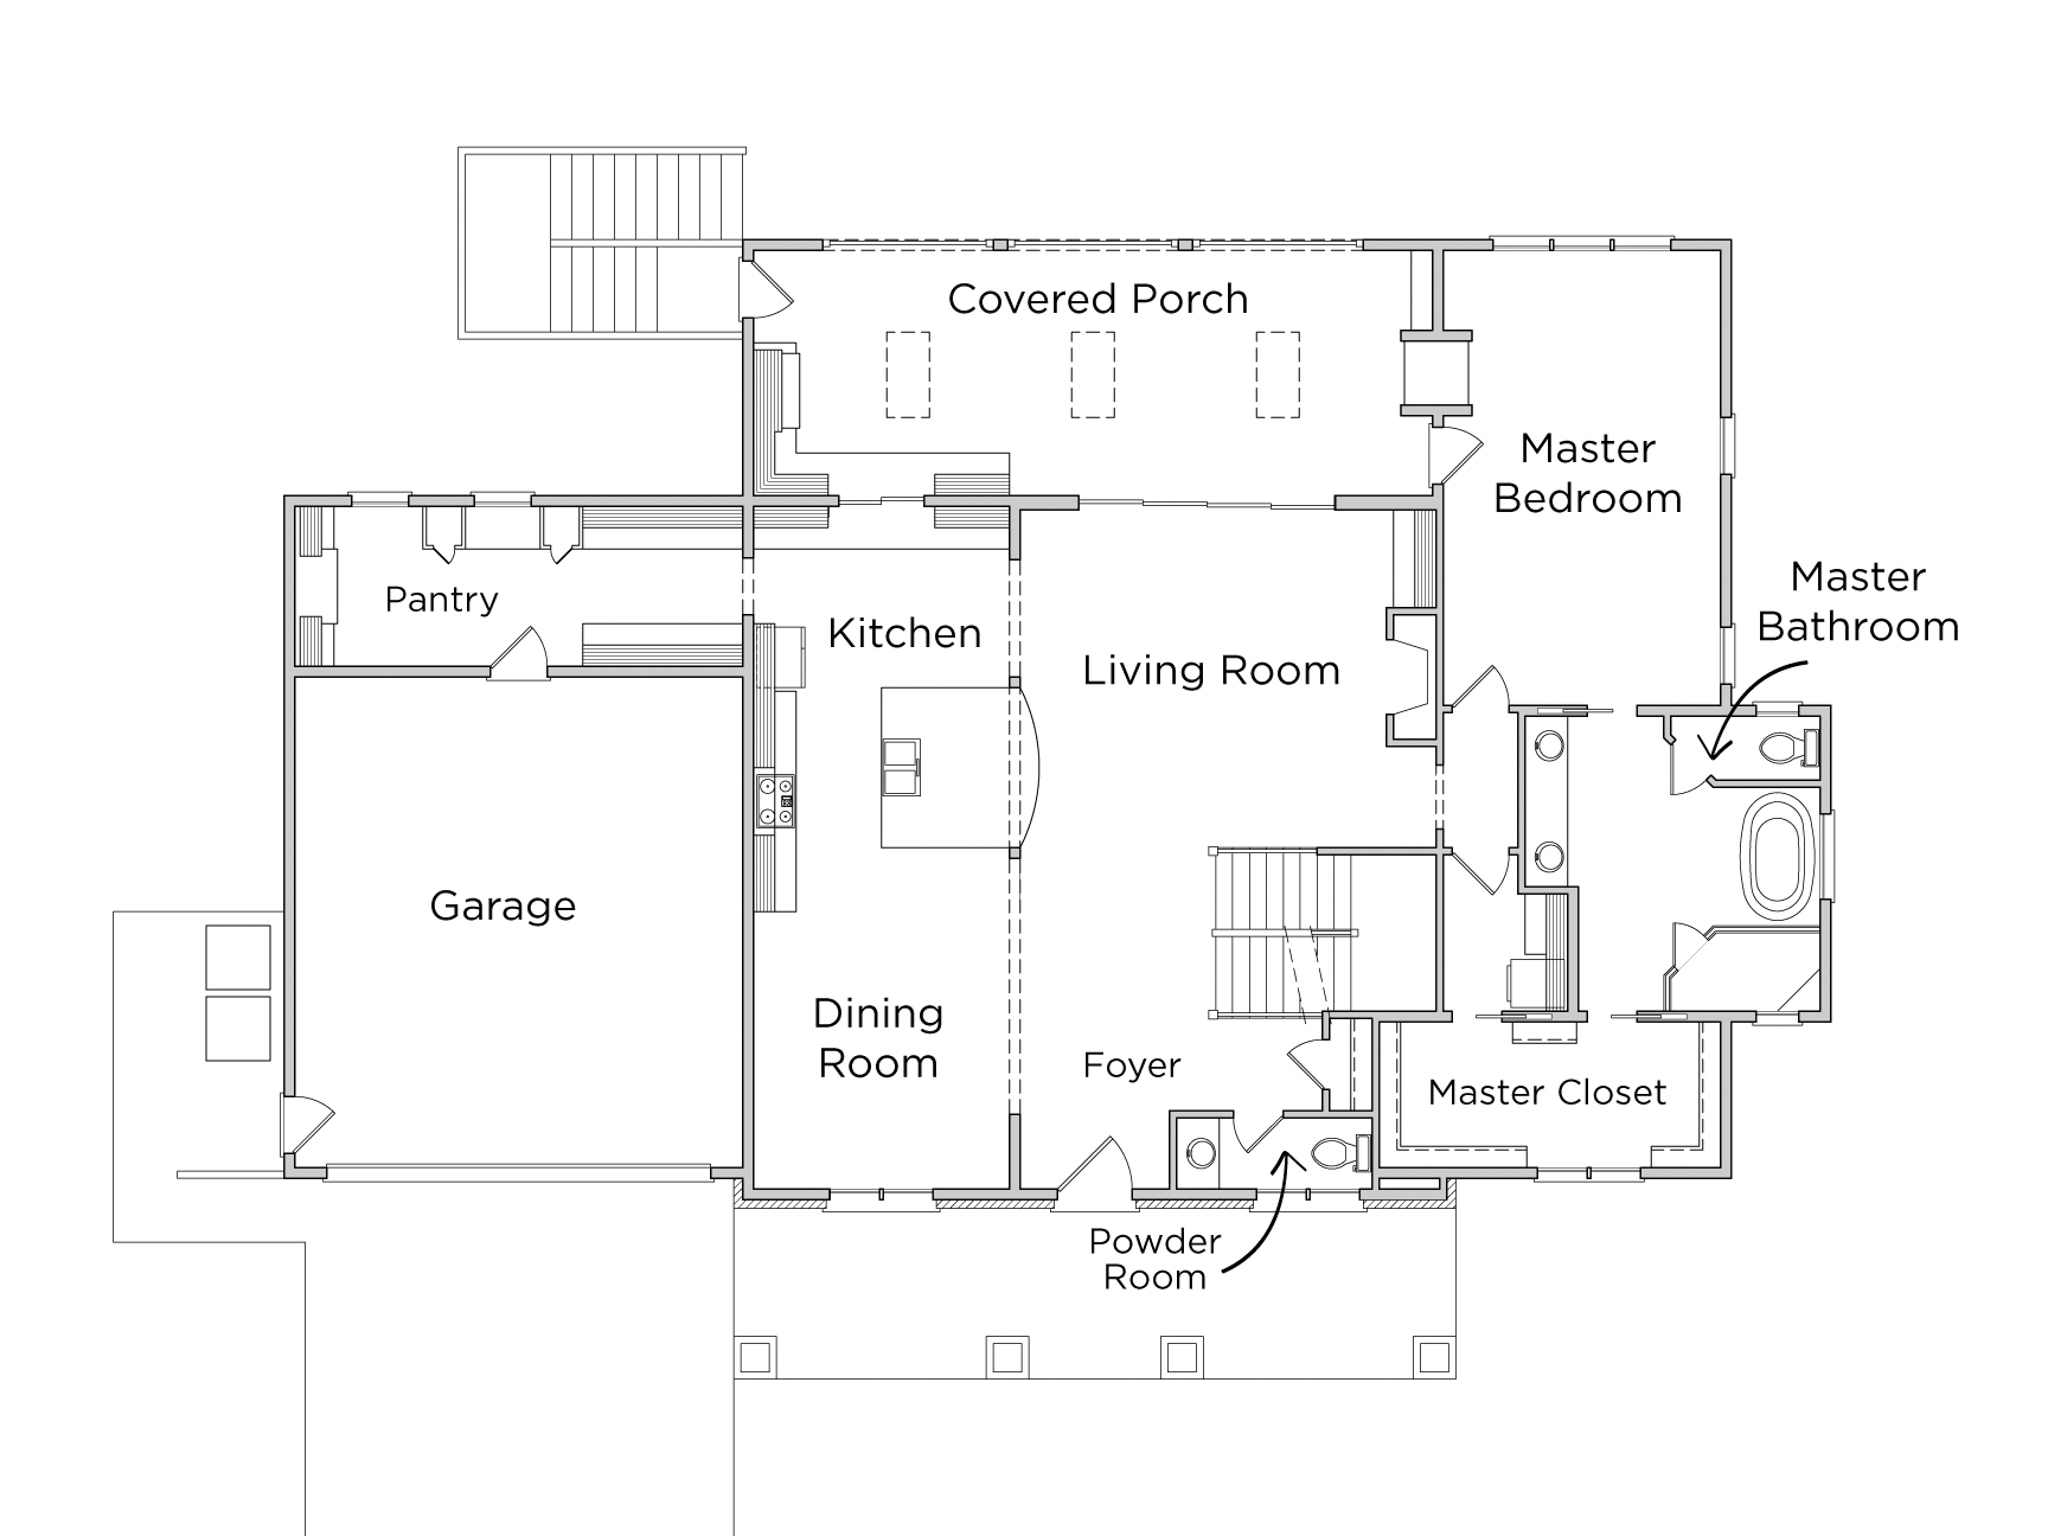 Covered Porch
Master
Bedroom
Master
Bathroom
Pantry
Kitchen
Living Room
Garage
Dining
Room
Foyer
Master Closet
Powder
Room